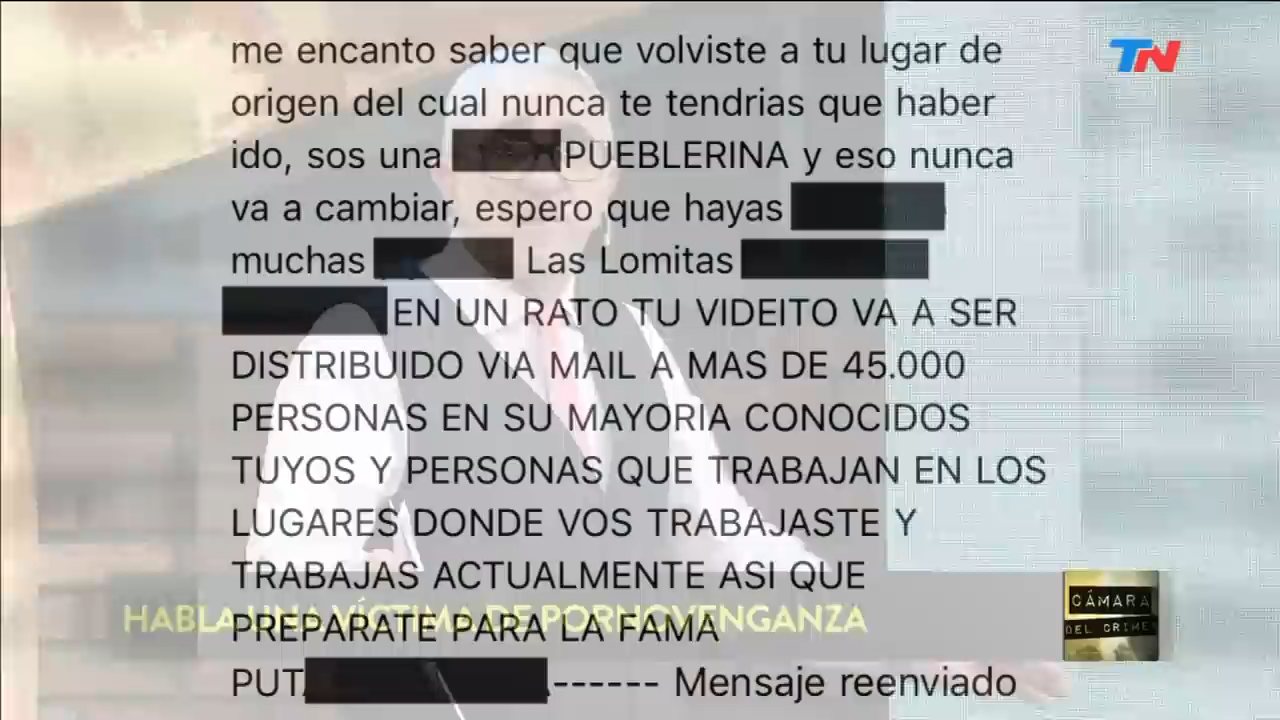 me encanto saber que volviste a tu lugar de
TN
origen del cual nunca te tendrias que haber
ido, sos una PUEBLERINA y eso nunca
va a cambiar, espero que hayas
muchas Las Lomitas
EN UN RATO TU VIDEITO VA A SER
DISTRIBUIDO VIA MAIL A MAS DE 45.000
PERSONAS EN SU MAYORIA CONOCIDOS
TUYOS Y PERSONAS QUE TRABAJAN EN LOS
LUGARES DONDE VOS TRABAJASTE Y
TRABAJAS ACTUALMENTE ASI QUE
CÁMARA
DEL CRIMEN
HABLA UNA VÍCTIMA DE PORNOVENGANZA
PREPARATE PARA LA FAMA
PUT ------ Mensaje reenviado